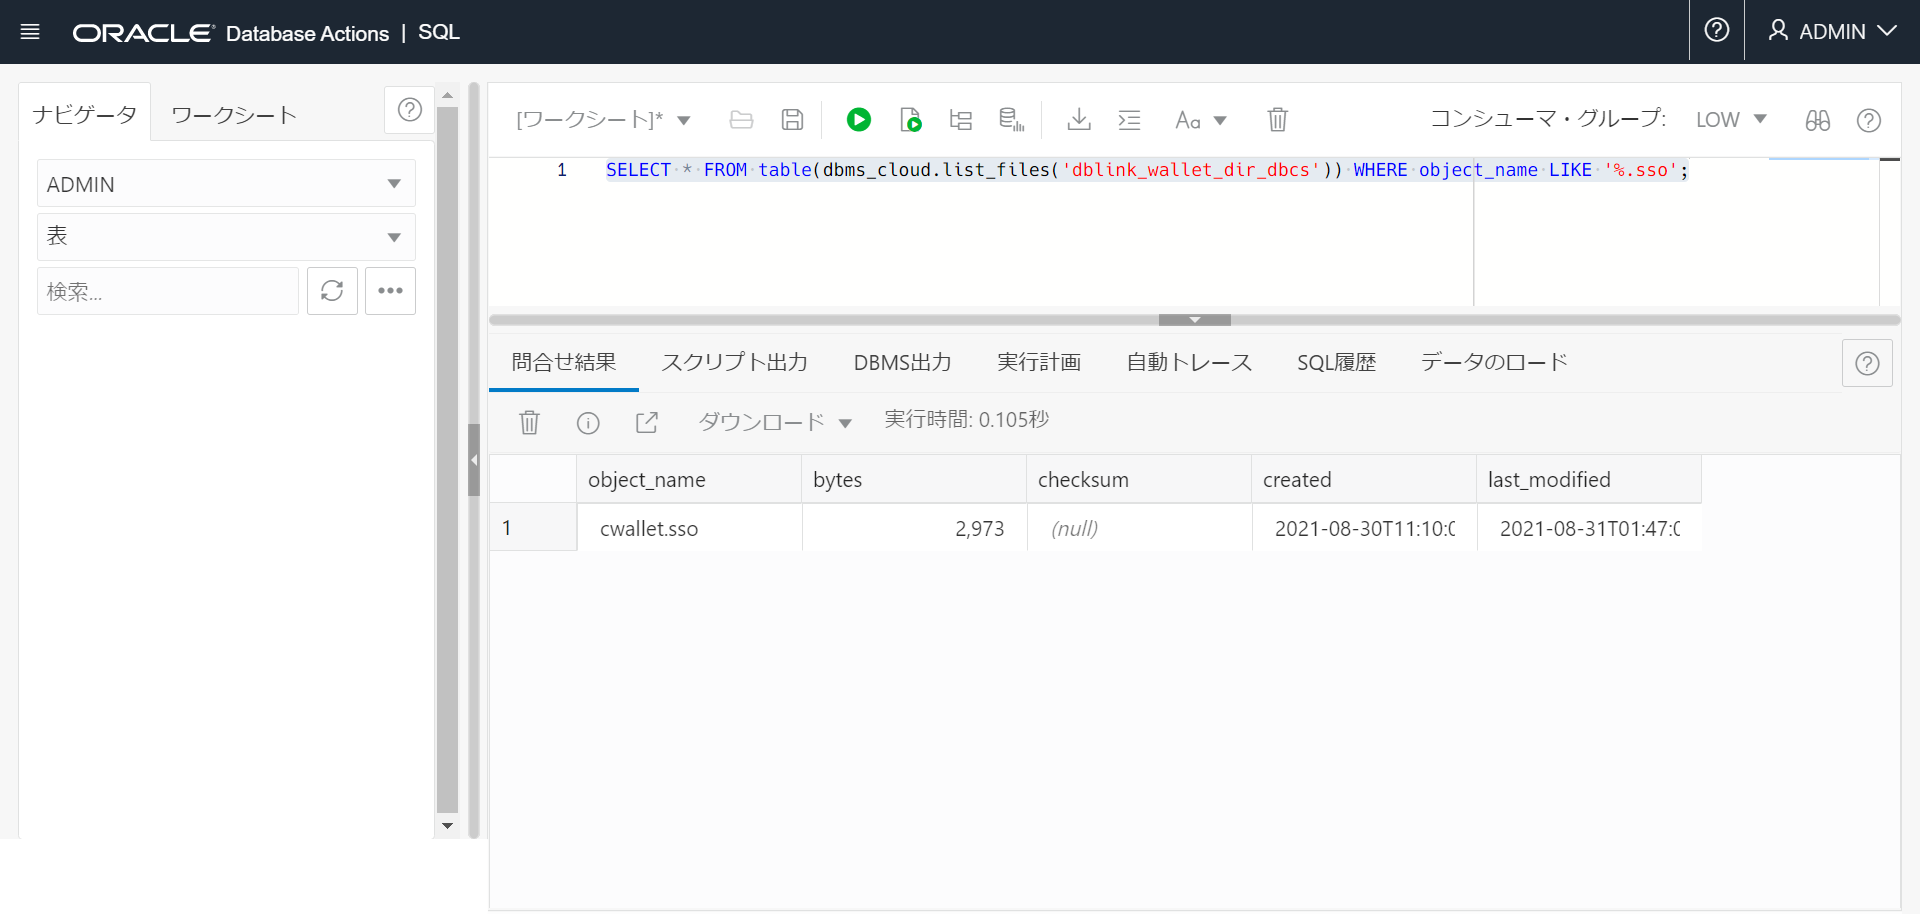 ORACLE Database Actions | SQL
ADMIN
ナビゲータ
ワークシート
ADMIN
表
検索...
[ワークシート]*
Aa
コンシューマ・グループ: LOW
1 SELECT * FROM table(dbms_cloud.list_files('dblink_wallet_dir_dbcs')) WHERE object_name LIKE '%.sso';
問合せ結果 スクリプト出力 DBMS出力 実行計画 自動トレース SQL履歴 データのロード
ダウンロード 実行時間: 0.105秒
object_name bytes checksum created last_modified
1 cwallet.sso 2,973 (null) 2021-08-30T11:10: 2021-08-31T01:47: